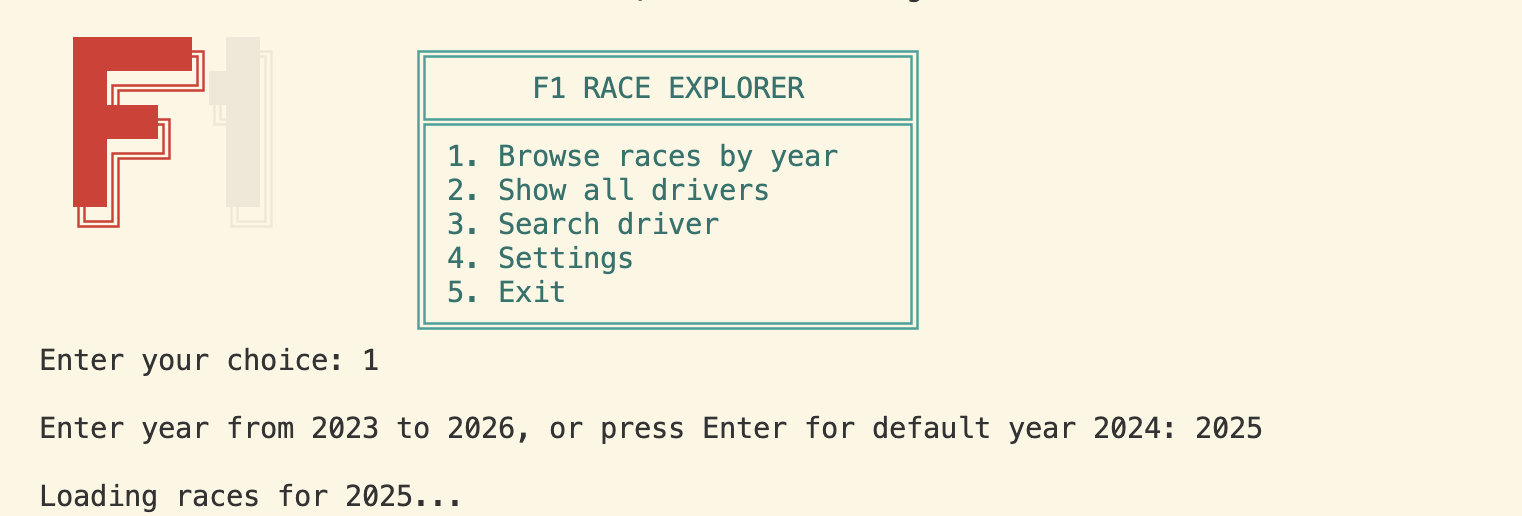 F1
F1 RACE EXPLORER
1. Browse races by year
2. Show all drivers
3. Search driver
4. Settings
5. Exit
Enter your choice: 1
Enter year from 2023 to 2026, or press Enter for default year 2024: 2025
Loading races for 2025...